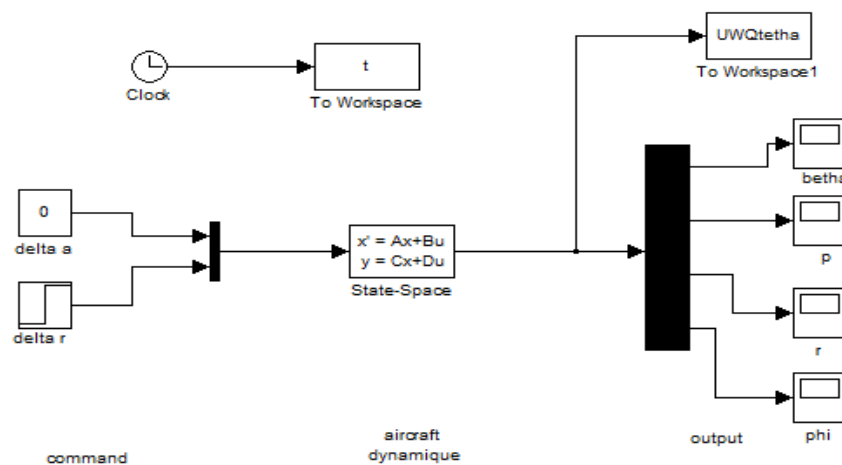 UWQtetha
To Workspace1
t
Clock
To Workspace
betha
0
delta a
x' = Ax+Bu
y = Cx+Du
State-Space
p
delta r
r
phi
command
aircraft
dynamique
output